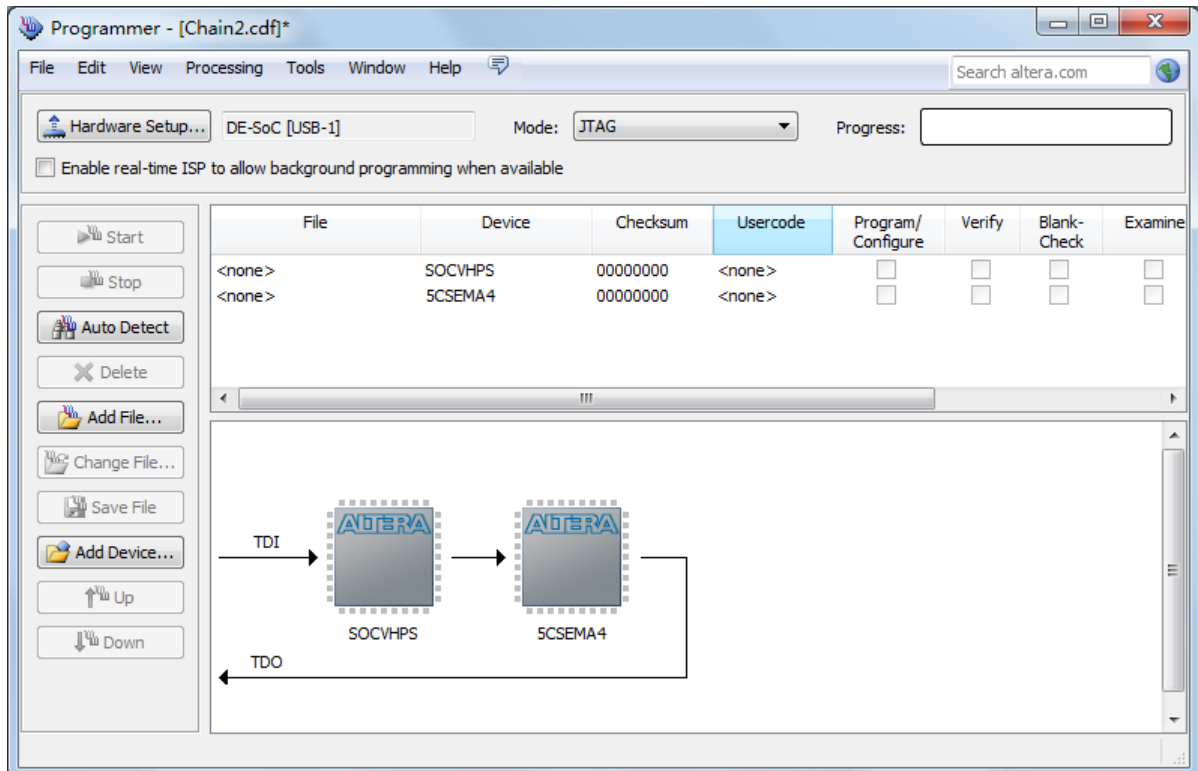 Programmer - [Chain2.cdf]*
File Edit View Processing Tools Window Help Search altera.com
Hardware Setup... DE-SoC [USB-1] Mode: JTAG Progress:
Enable real-time ISP to allow background programming when available
File Device Checksum Usercode Program/ Verify Blank- Examine
Configure Check
<none> SOCVHPS 00000000 <none>
<none> 5CSEMA4 00000000 <none>
Start
Stop
Auto Detect
Delete
Add File...
Change File...
Save File
Add Device...
Up
Down
ALTERA ALTERA
TDI
SOCVHPS 5CSEMA4
TDO